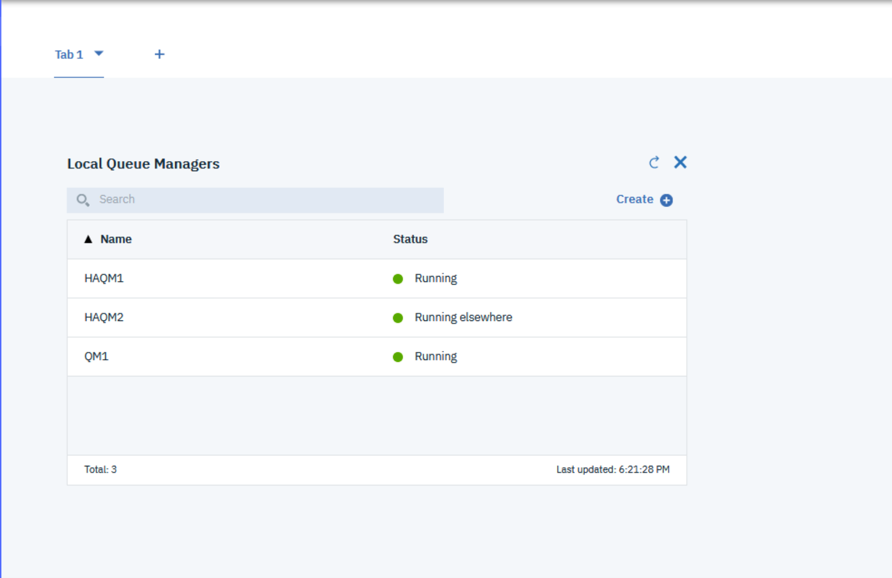 Tab 1
+
Local Queue Managers
Search
Create
Name Status
HAQM1 Running
HAQM2 Running elsewhere
QM1 Running
Total: 3 Last updated: 6:21:28 PM